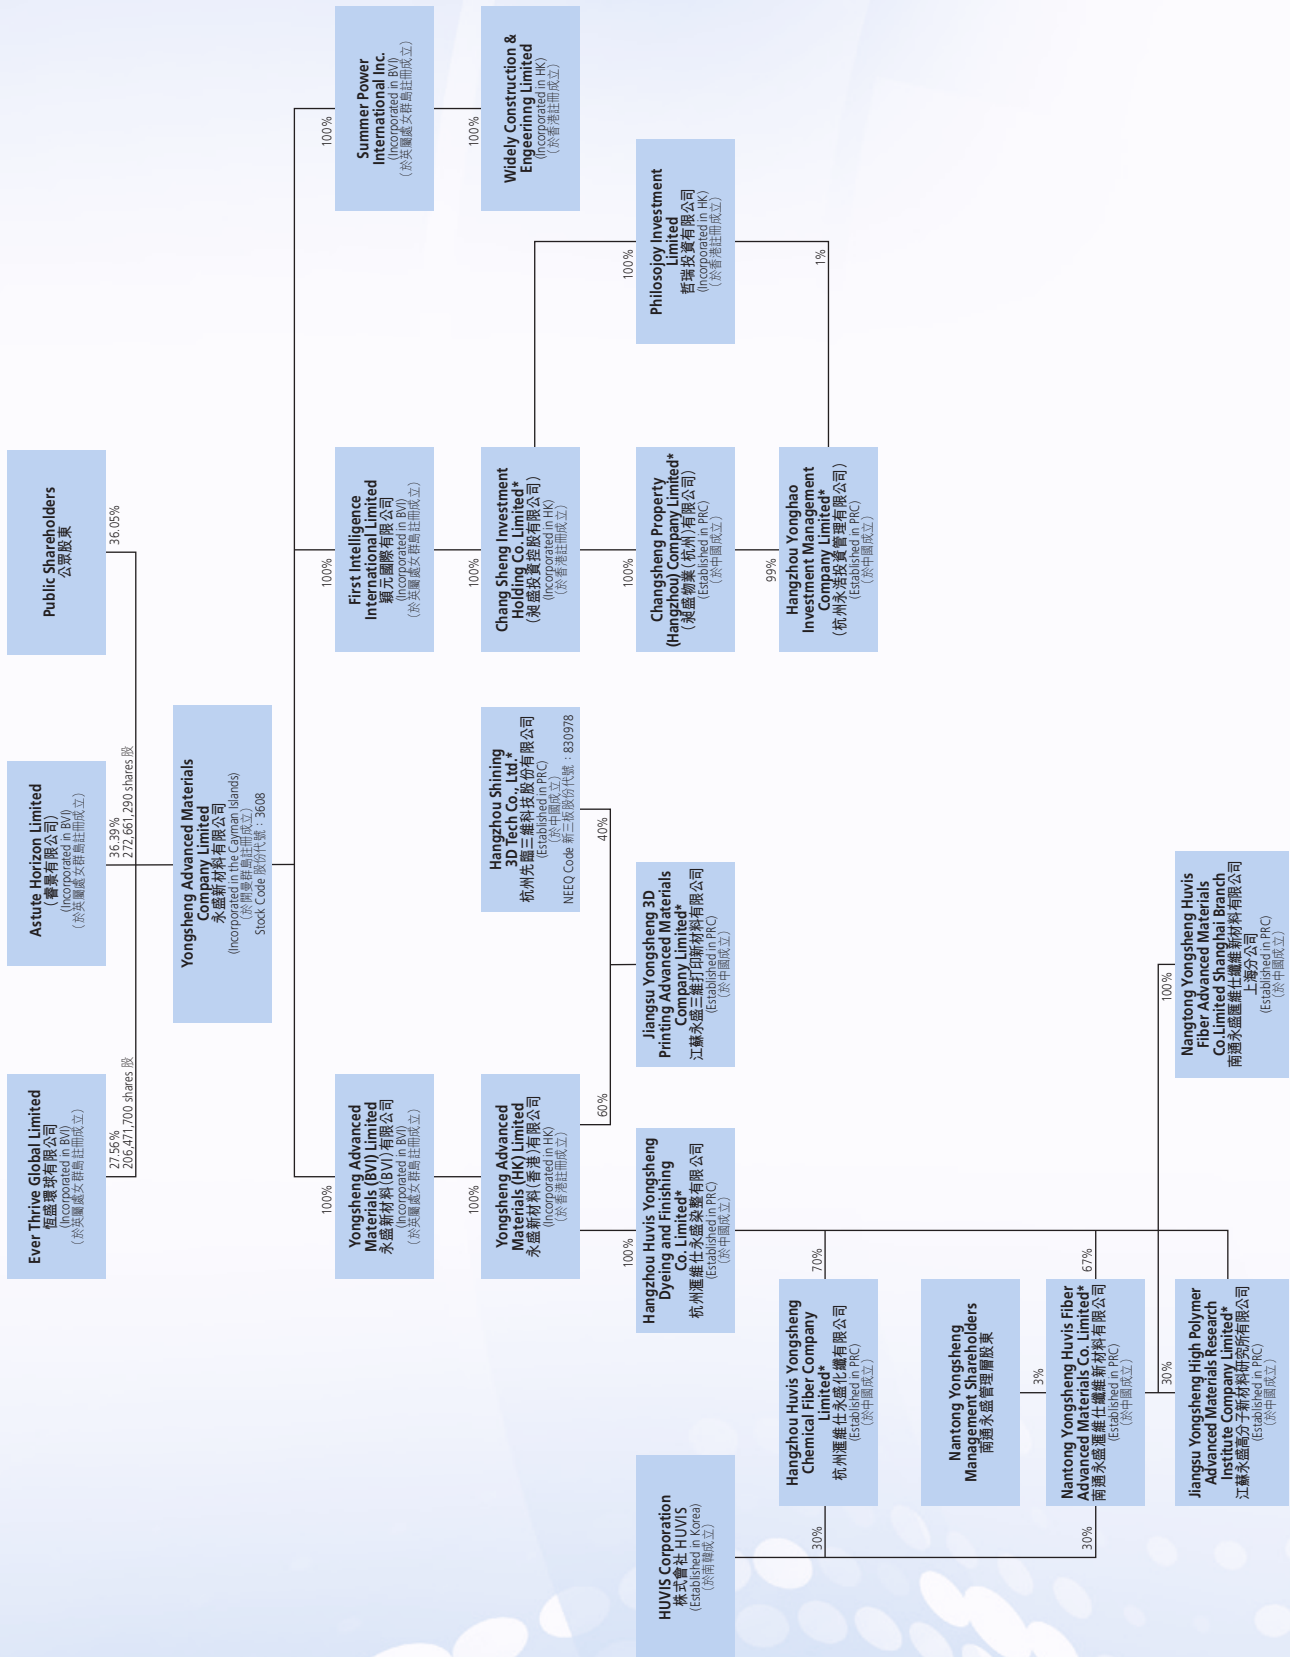 Ever Thrive Global Limited
恆盛環球有限公司
(Incorporated in BVI)
(於英屬處女群島註冊成立)
27.56%
206,471,700 shares 股
Astute Horizon Limited
(睿景有限公司)
(Incorporated in BVI)
(於英屬處女群島註冊成立)
36.39%
272,661,290 shares 股
Public Shareholders
公眾股東
36.05%
Yongsheng Advanced Materials
Company Limited
永盛新材料有限公司
(Incorporated in the Cayman Islands)
(於開曼群島註冊成立)
Stock Code 股份代號：3608
100%
Yongsheng Advanced
Materials (BVI) Limited
永盛新材料(BVI)有限公司
(Incorporated in BVI)
(於英屬處女群島註冊成立)
100%
First Intelligence
International Limited
穎元國際有限公司
(Incorporated in BVI)
(於英屬處女群島註冊成立)
100%
Summer Power
International Inc.
(Incorporated in BVI)
(於英屬處女群島註冊成立)
100%
Yongsheng Advanced
Materials (HK) Limited
永盛新材料(香港)有限公司
(Incorporated in HK)
(於香港註冊成立)
Hangzhou Shining
3D Tech Co., Ltd.*
杭州先臨三維科技股份有限公司
(Established in PRC)
(於中國成立)
NEEQ Code 新三板股份代號：830978
100%
Chang Sheng Investment
Holding Co. Limited*
(昶盛投資控股有限公司)
(Incorporated in HK)
(於香港註冊成立)
100%
Widely Construction &
Engeerinng Limited
(Incorporated in HK)
(於香港註冊成立)
60%
40%
HUVIS Corporation
株式會社 HUVIS
(Established in Korea)
(於南韓成立)
100%
Hangzhou Huvis Yongsheng
Dyeing and Finishing
Co. Limited*
杭州滙維仕永盛染整有限公司
(Established in PRC)
(於中國成立)
Jiangsu Yongsheng 3D
Printing Advanced Materials
Company Limited*
江蘇永盛三維打印新材料有限公司
(Established in PRC)
(於中國成立)
100%
Changsheng Property
(Hangzhou) Company Limited*
(昶盛物業(杭州)有限公司)
(Established in PRC)
(於中國成立)
100%
Philosojoy Investment
Limited
哲瑞投資有限公司
(Incorporated in HK)
(於香港註冊成立)
30%
Hangzhou Huvis Yongsheng
Chemical Fiber Company
Limited*
杭州滙維仕永盛化纖有限公司
(Established in PRC)
(於中國成立)
70%
99%
Hangzhou Yonghao
Investment Management
Company Limited*
(杭州永浩投資管理有限公司)
(Established in PRC)
(於中國成立)
1%
Nantong Yongsheng
Management Shareholders
南通永盛管理層股東
3%
30%
Nantong Yongsheng Huvis Fiber
Advanced Materials Co. Limited*
南通永盛滙維仕纖維新材料有限公司
(Established in PRC)
(於中國成立)
67%
30%
Jiangsu Yongsheng High Polymer
Advanced Materials Research
Institute Company Limited*
江蘇永盛高分子新材料研究所有限公司
(Established in PRC)
(於中國成立)
100%
Nangtong Yongsheng Huvis
Fiber Advanced Materials
Co.Limited Shanghai Branch
南通永盛匯維仕纖維新材料有限公司
上海分公司
(Established in PRC)
(於中國成立)